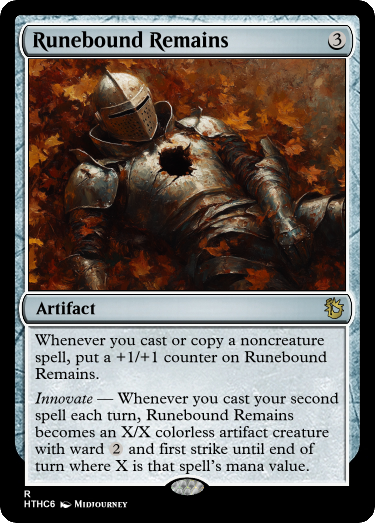 Runebound Remains 3
Artifact
Whenever you cast or copy a noncreature
spell, put a +1/+1 counter on Runebound
Remains.
Innovate — Whenever you cast your second
spell each turn, Runebound Remains
becomes an X/X colorless artifact creature
with ward 2 and first strike until end of
turn where X is that spell's mana value.
R
HTHC6 Midjourney